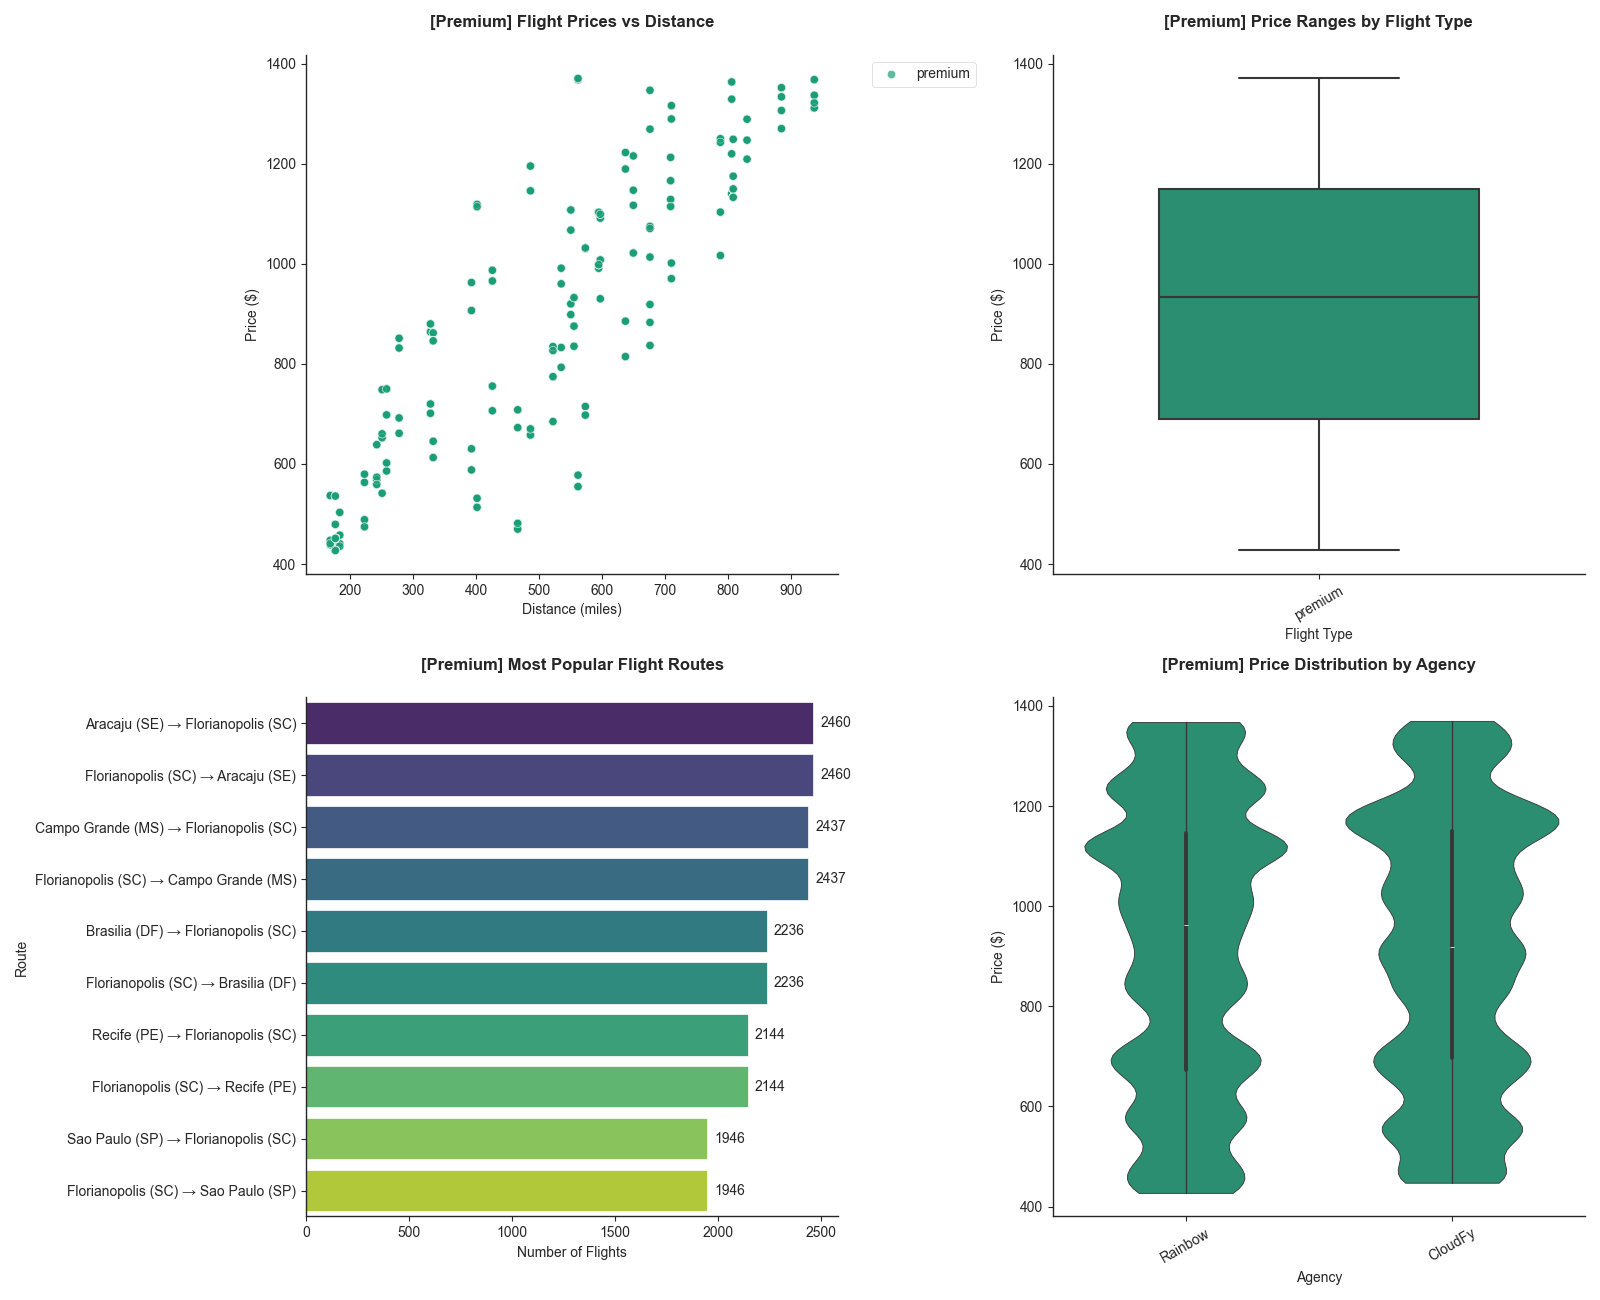 [Premium] Flight Prices vs Distance
1400
1200
1000
800
600
400
Price ($)
200
300
400
500
600
700
800
900
Distance (miles)
premium
[Premium] Price Ranges by Flight Type
1400
1200
1000
800
600
400
Price ($)
premium
Flight Type
[Premium] Most Popular Flight Routes
Route
Aracaju (SE) → Florianopolis (SC)
2460
Florianopolis (SC) → Aracaju (SE)
2460
Campo Grande (MS) → Florianopolis (SC)
2437
Florianopolis (SC) → Campo Grande (MS)
2437
Brasilia (DF) → Florianopolis (SC)
2236
Florianopolis (SC) → Brasilia (DF)
2236
Recife (PE) → Florianopolis (SC)
2144
Florianopolis (SC) → Recife (PE)
2144
Sao Paulo (SP) → Florianopolis (SC)
1946
Florianopolis (SC) → Sao Paulo (SP)
1946
0
500
1000
1500
2000
2500
Number of Flights
[Premium] Price Distribution by Agency
1400
1200
1000
800
600
400
Price ($)
Rainbow
CloudFy
Agency